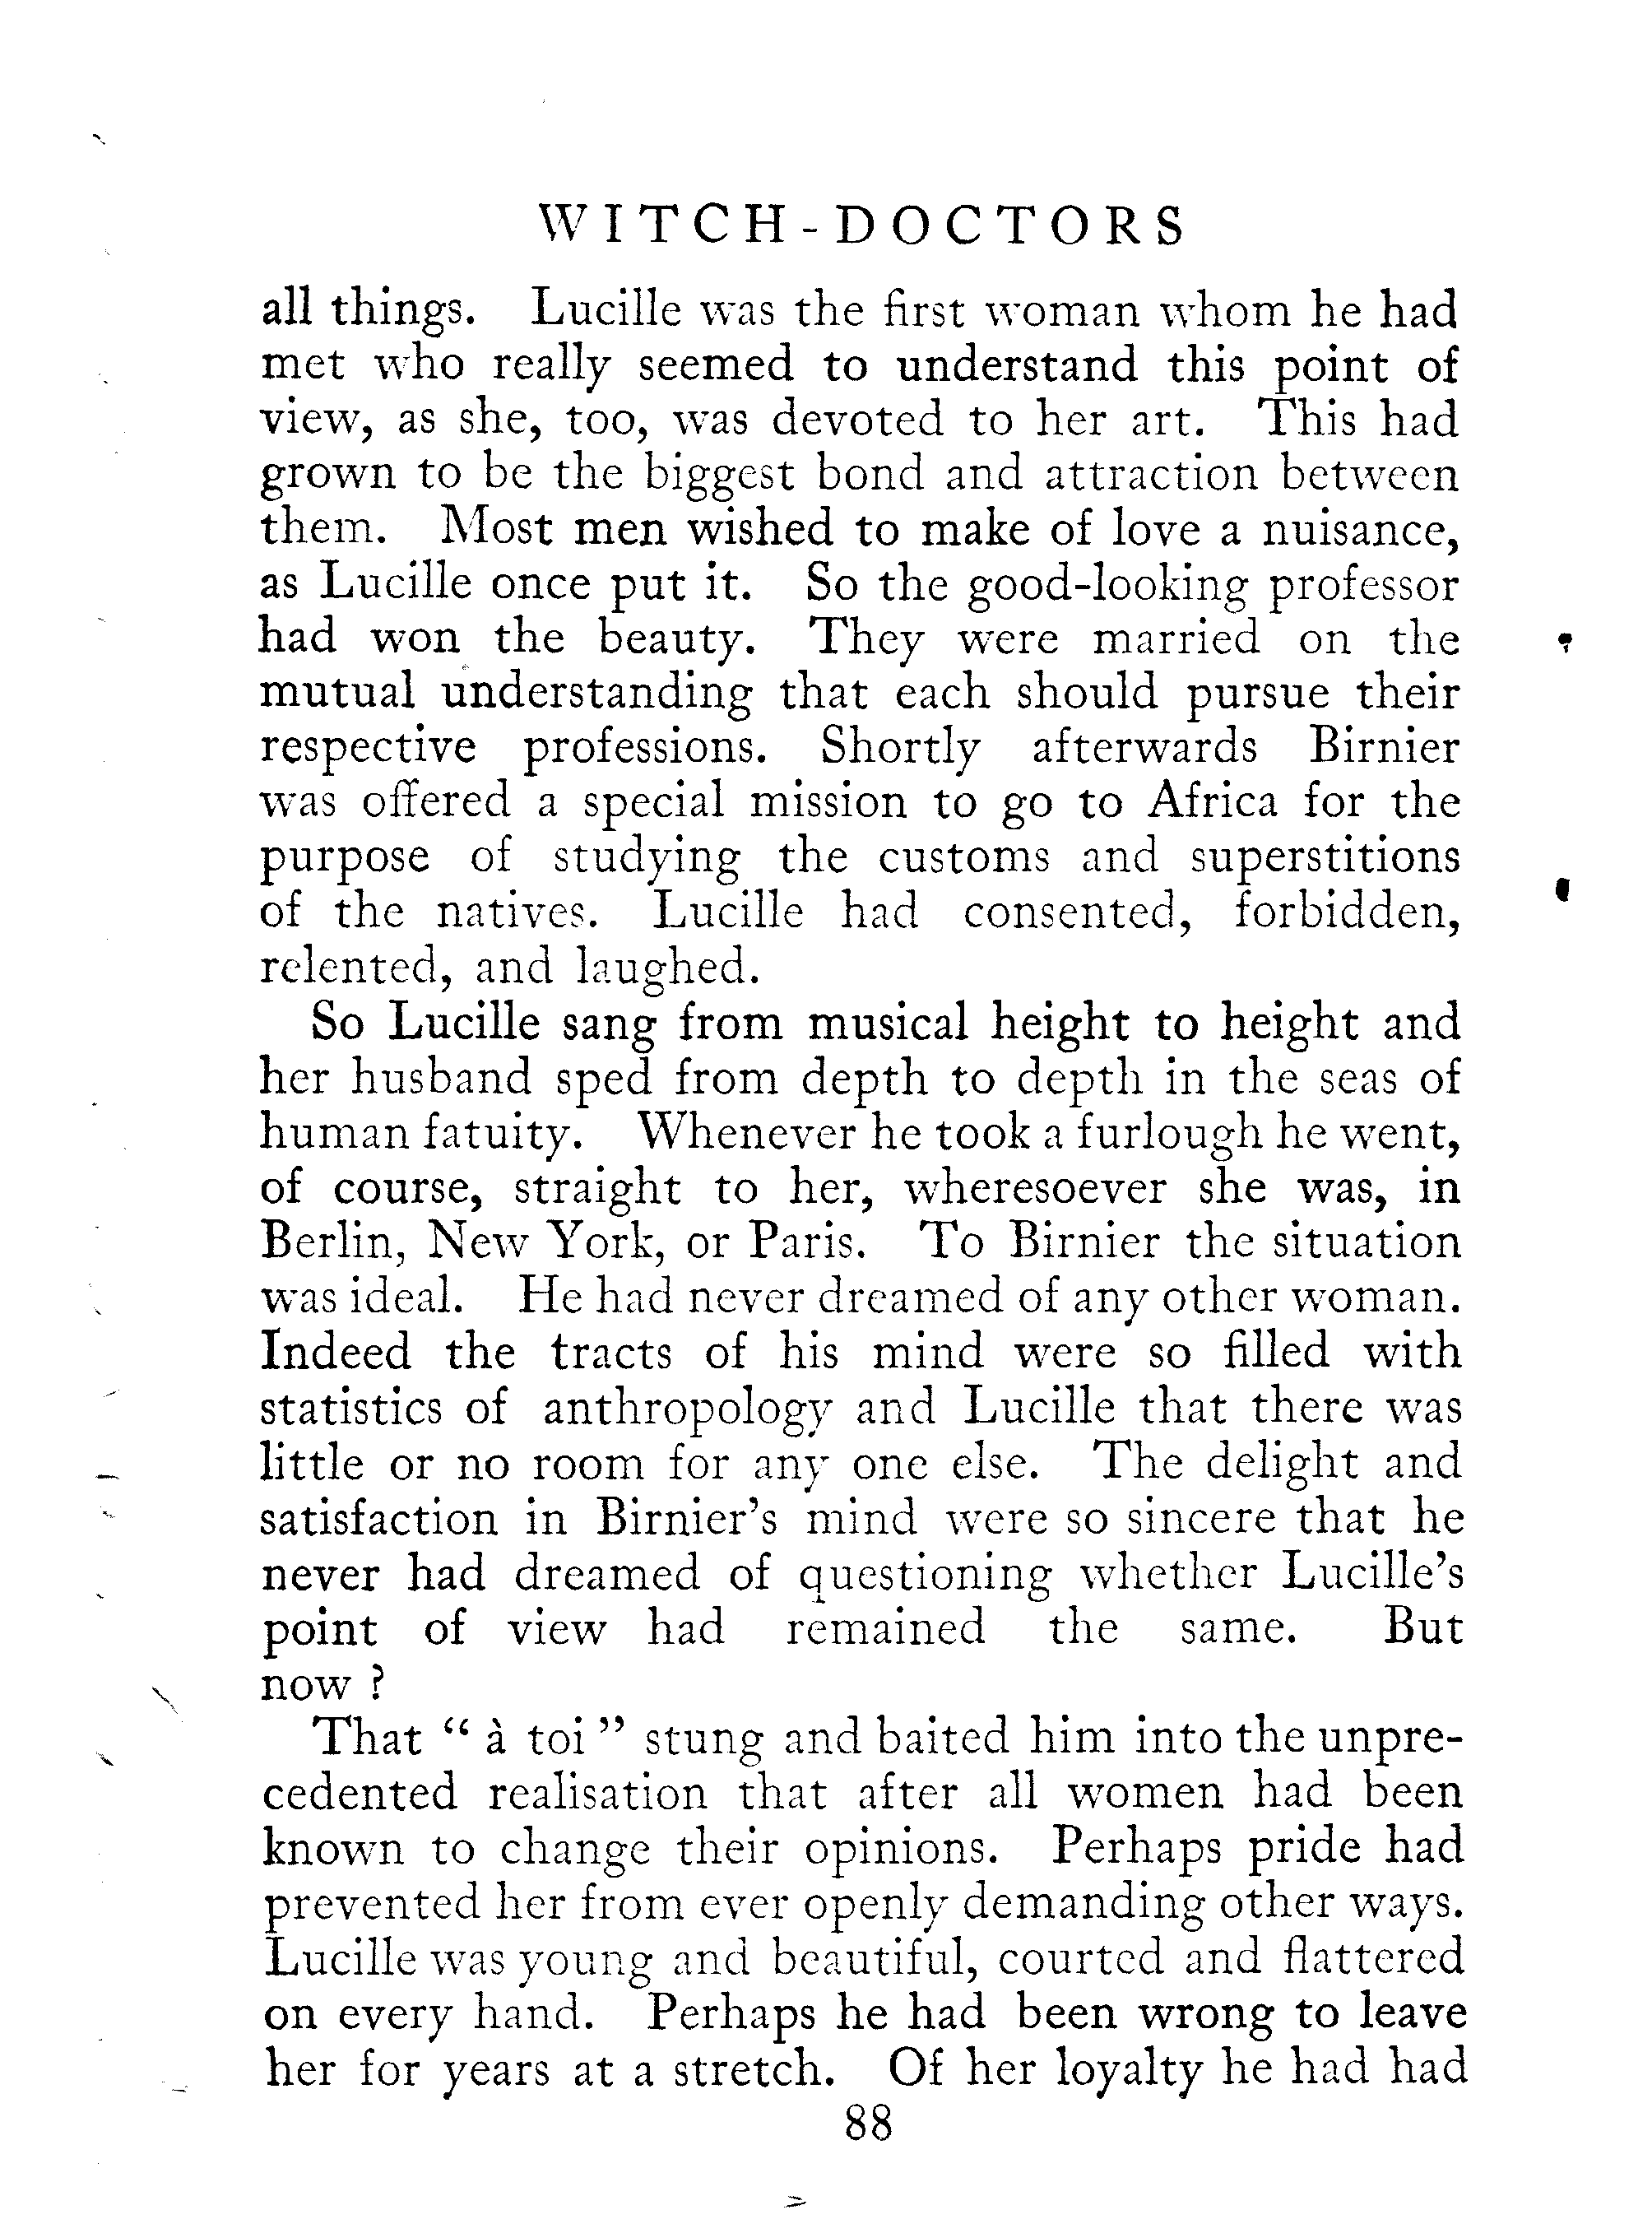 WITCH-DOCTORS
all things. Lucille was the first woman whom he had
met who really seemed to understand this point of
view, as she, too, was devoted to her art. This had
grown to be the biggest bond and attraction between
them. Most men wished to make of love a nuisance,
as Lucille once put it. So the good-looking professor
had won the beauty. They were married on the
mutual understanding that each should pursue their
respective professions. Shortly afterwards Birnier
was offered a special mission to go to Africa for the
purpose of studying the customs and superstitions
of the natives. Lucille had consented, forbidden,
relented, and laughed.
So Lucille sang from musical height to height and
her husband sped from depth to depth in the seas of
human fatuity. Whenever he took a furlough he went,
of course, straight to her, wheresoever she was, in
Berlin, New York, or Paris. To Birnier the situation
was ideal. He had never dreamed of any other woman.
Indeed the tracts of his mind were so filled with
statistics of anthropology and Lucille that there was
little or no room for any one else. The delight and
satisfaction in Birnier's mind were so sincere that he
never had dreamed of questioning whether Lucille's
point of view had remained the same. But
now ?
That “ à toi ” stung and baited him into the unpre-
cedented realisation that after all women had been
known to change their opinions. Perhaps pride had
prevented her from ever openly demanding other ways.
Lucille was young and beautiful, courted and flattered
on every hand. Perhaps he had been wrong to leave
her for years at a stretch. Of her loyalty he had had
88